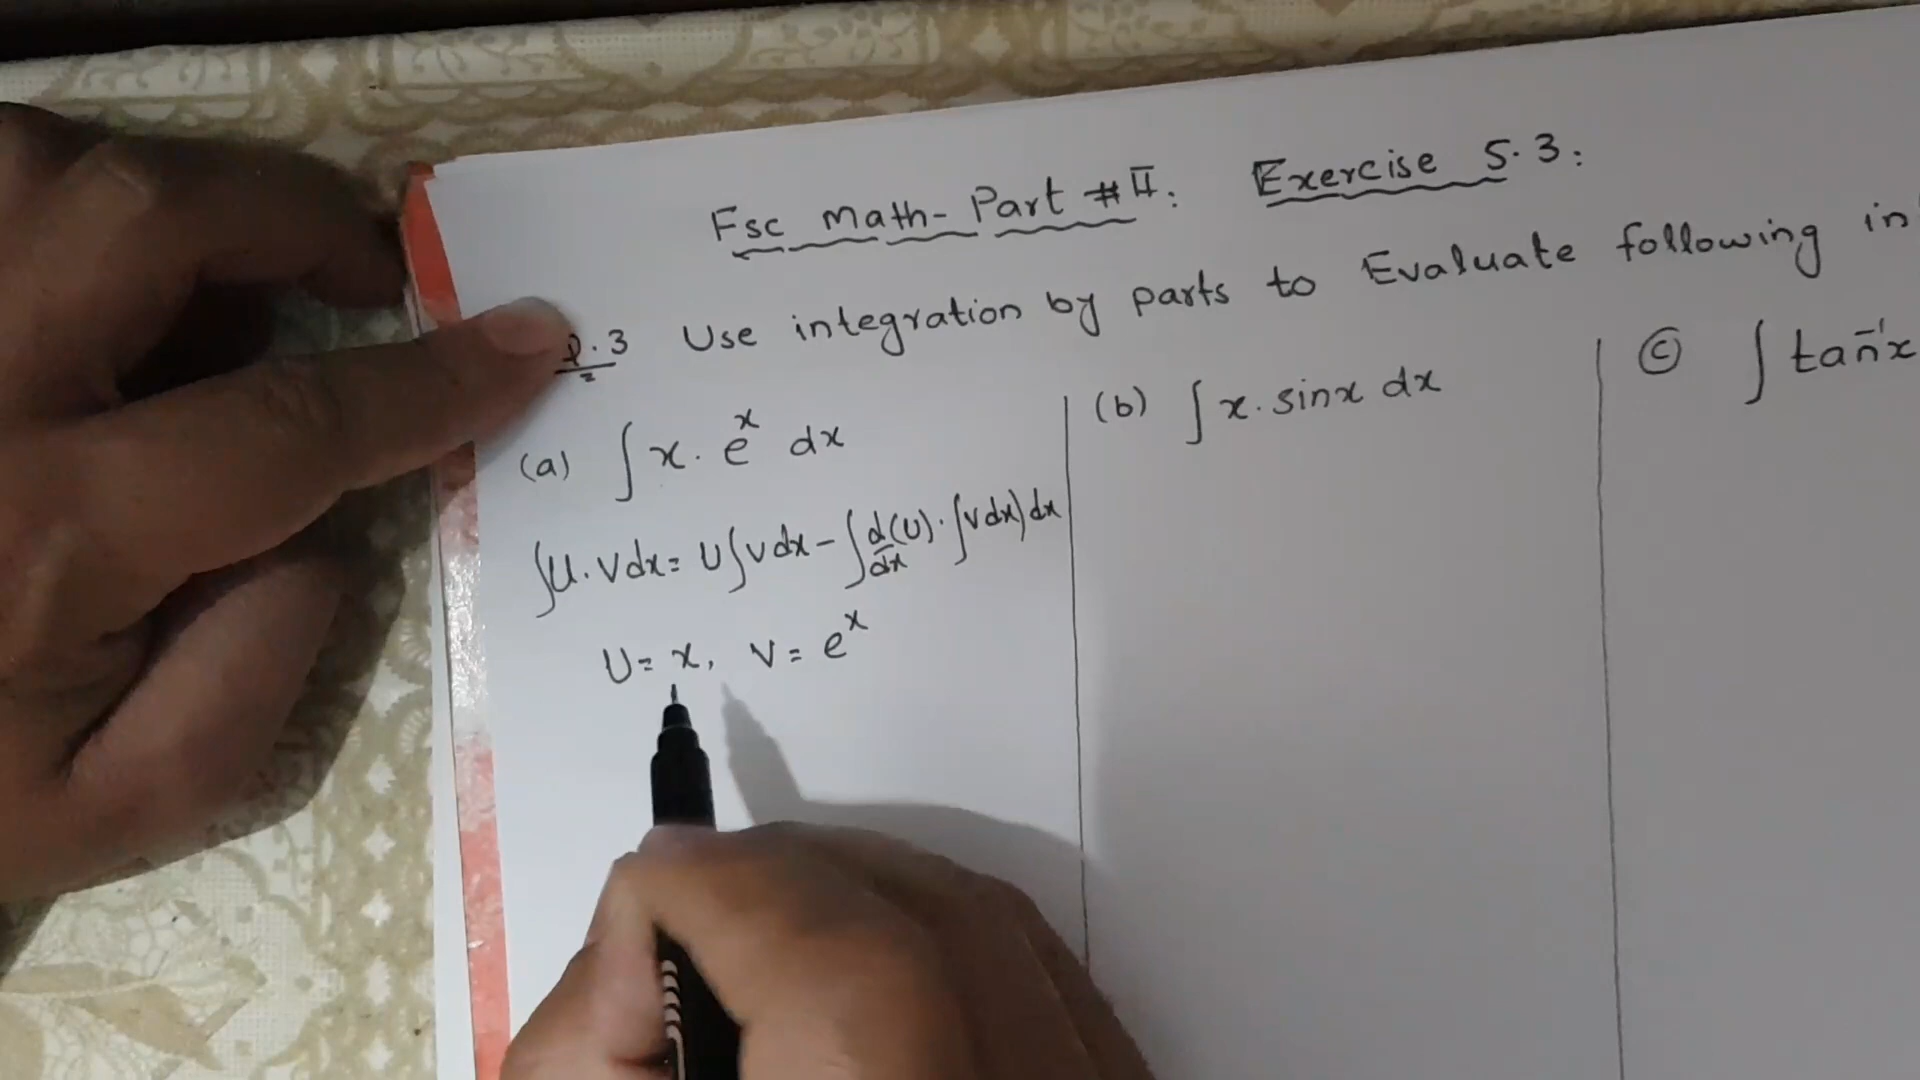 Fsc Math- Part #II: Exercise 5.3:
Q.3 Use integration by parts to Evaluate following
(a) ∫ x. e^x dx
(b) ∫ x. sinx dx
(c) ∫ tan⁻¹x
∫U.Vdx = U∫Vdx - ∫d/dx(U).∫Vdx)dx
U = x, V = e^x